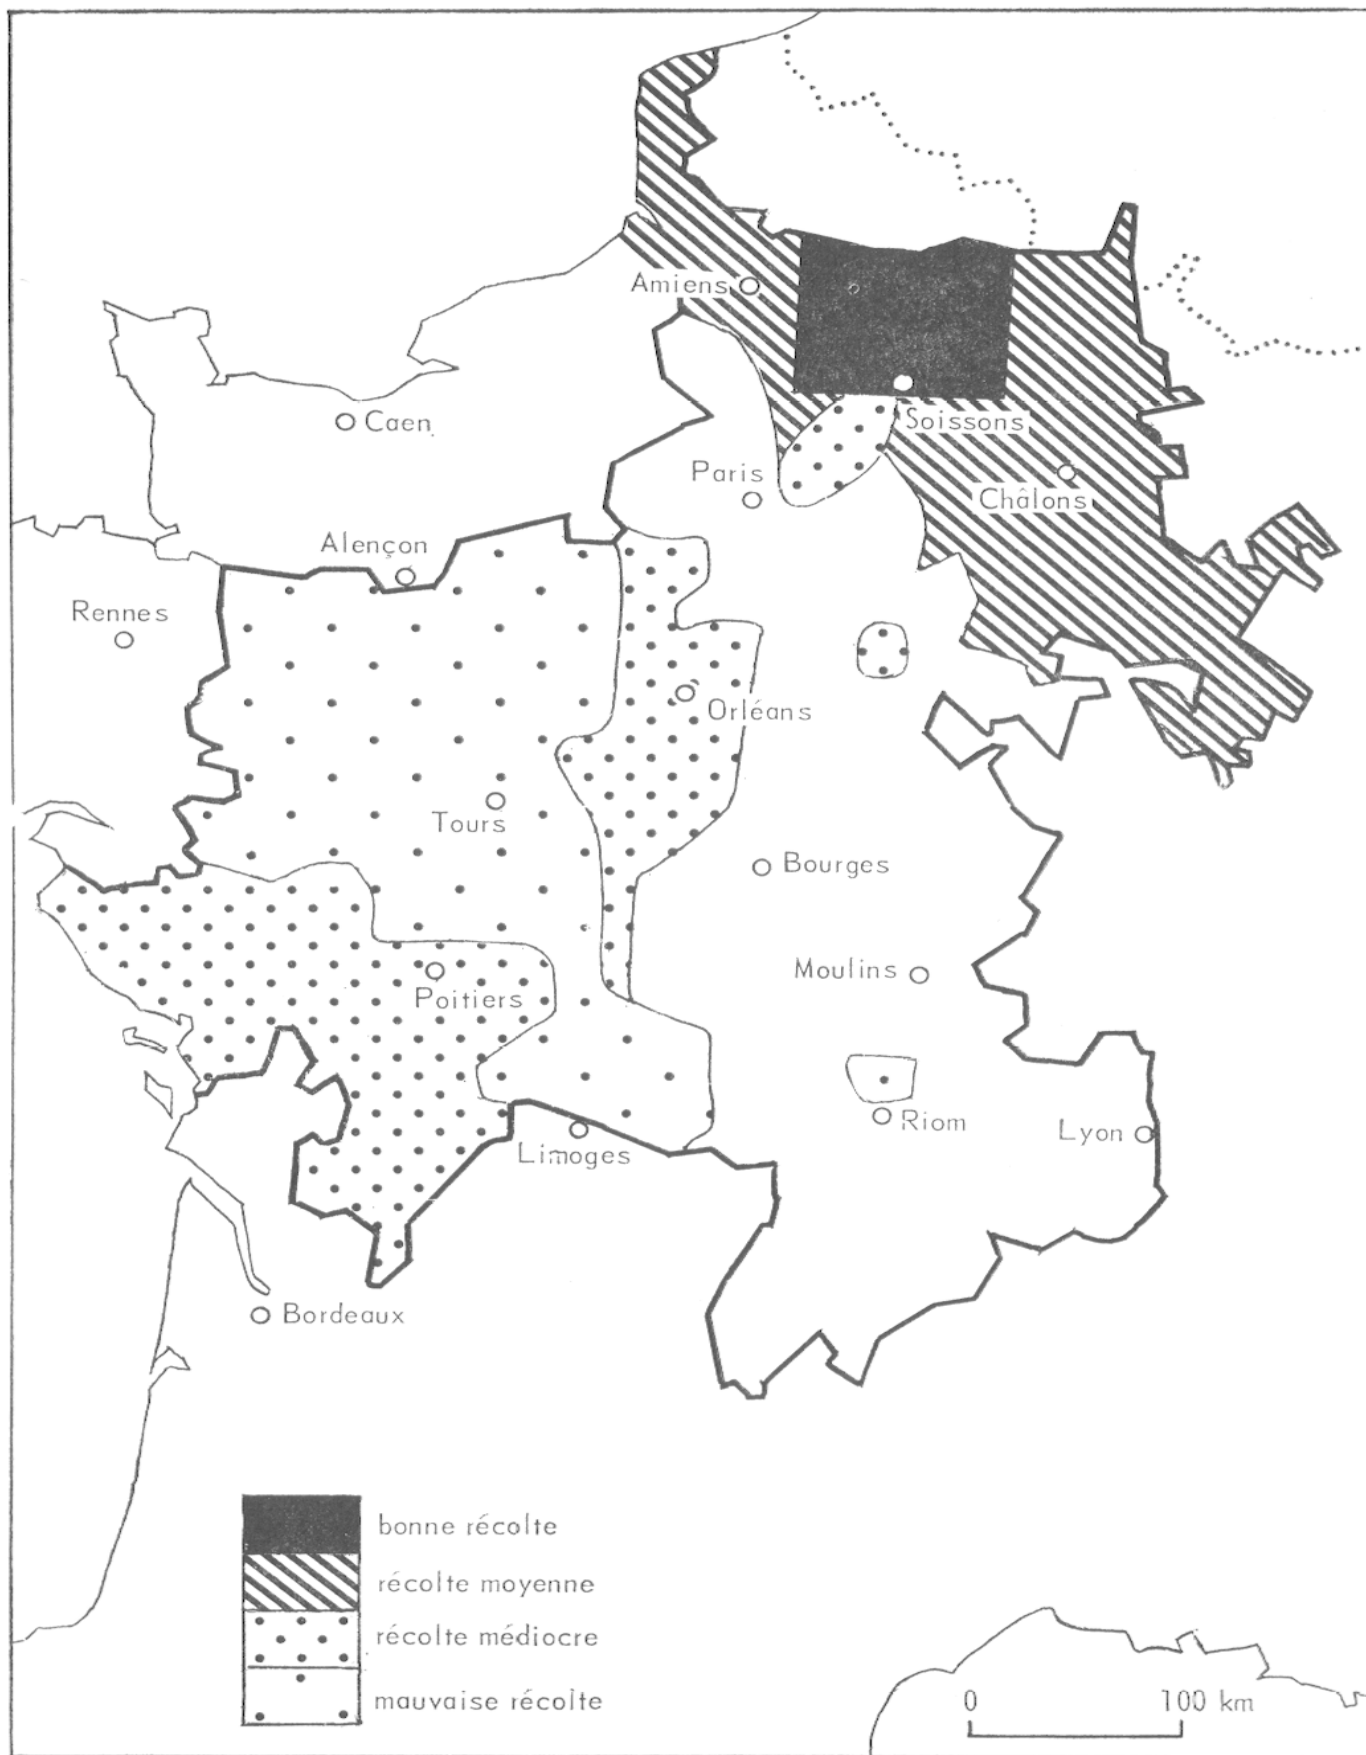 Amiens
Caen
Soissons
Paris
Châlons
Alençon
Rennes
Orléans
Tours
Bourges
Moulins
Poitiers
Riom
Lyon
Limoges
Bordeaux
bonne récolte
récolte moyenne
récolte médiocre
mauvaise récolte
0 100 km